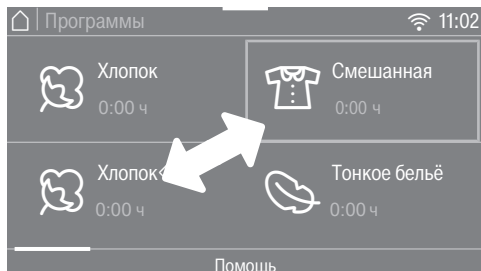 Программы 11:02
Хлопок Смешанная
0:00 ч 0:00 ч
Хлопок Тонкое бельё
0:00 ч 0:00 ч
Помощь